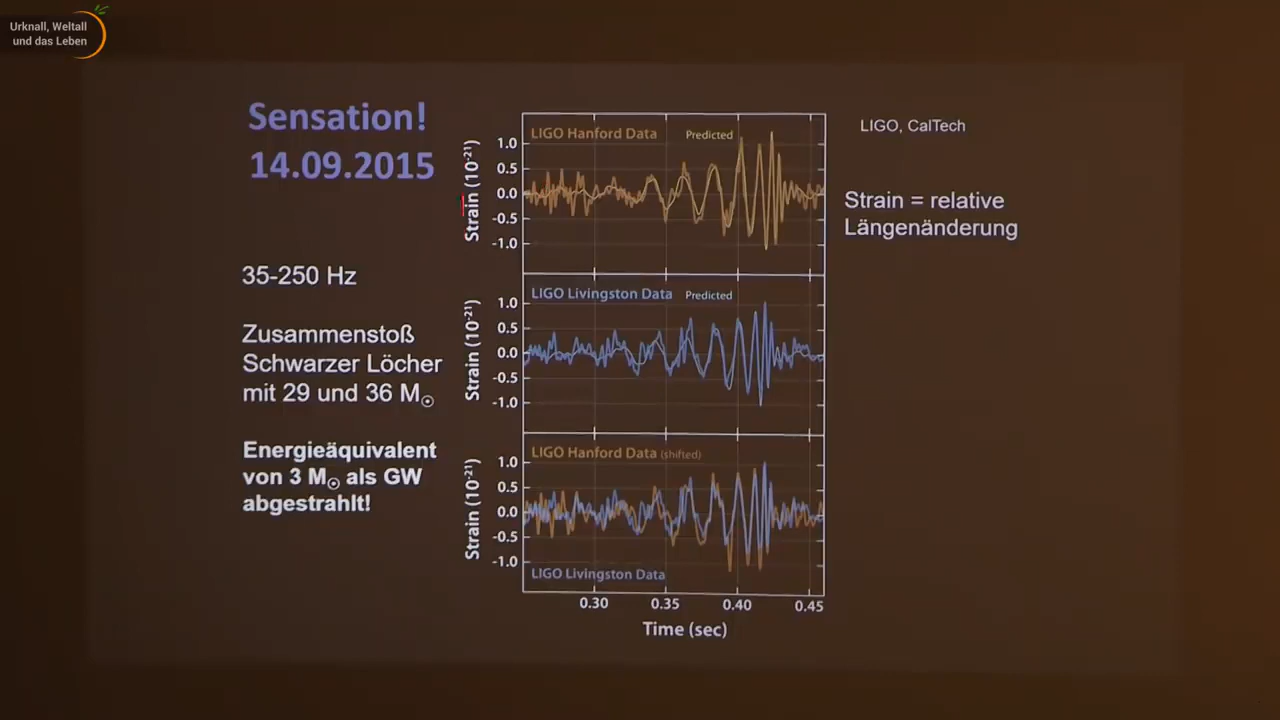 Urknall, Weltall
und das Leben
Sensation!
14.09.2015
35-250 Hz
Zusammenstoß
Schwarzer Löcher
mit 29 und 36 M☉
Energieäquivalent
von 3 M☉ als GW
abgestrahlt!
LIGO Hanford Data Predicted
Strain (10⁻²¹)
1.0
0.5
0.0
-0.5
-1.0
LIGO Livingston Data Predicted
Strain (10⁻²¹)
1.0
0.5
0.0
-0.5
-1.0
LIGO Hanford Data (shifted)
Strain (10⁻²¹)
1.0
0.5
0.0
-0.5
-1.0
LIGO Livingston Data
0.30 0.35 0.40 0.45
Time (sec)
LIGO, CalTech
Strain = relative
Längenänderung